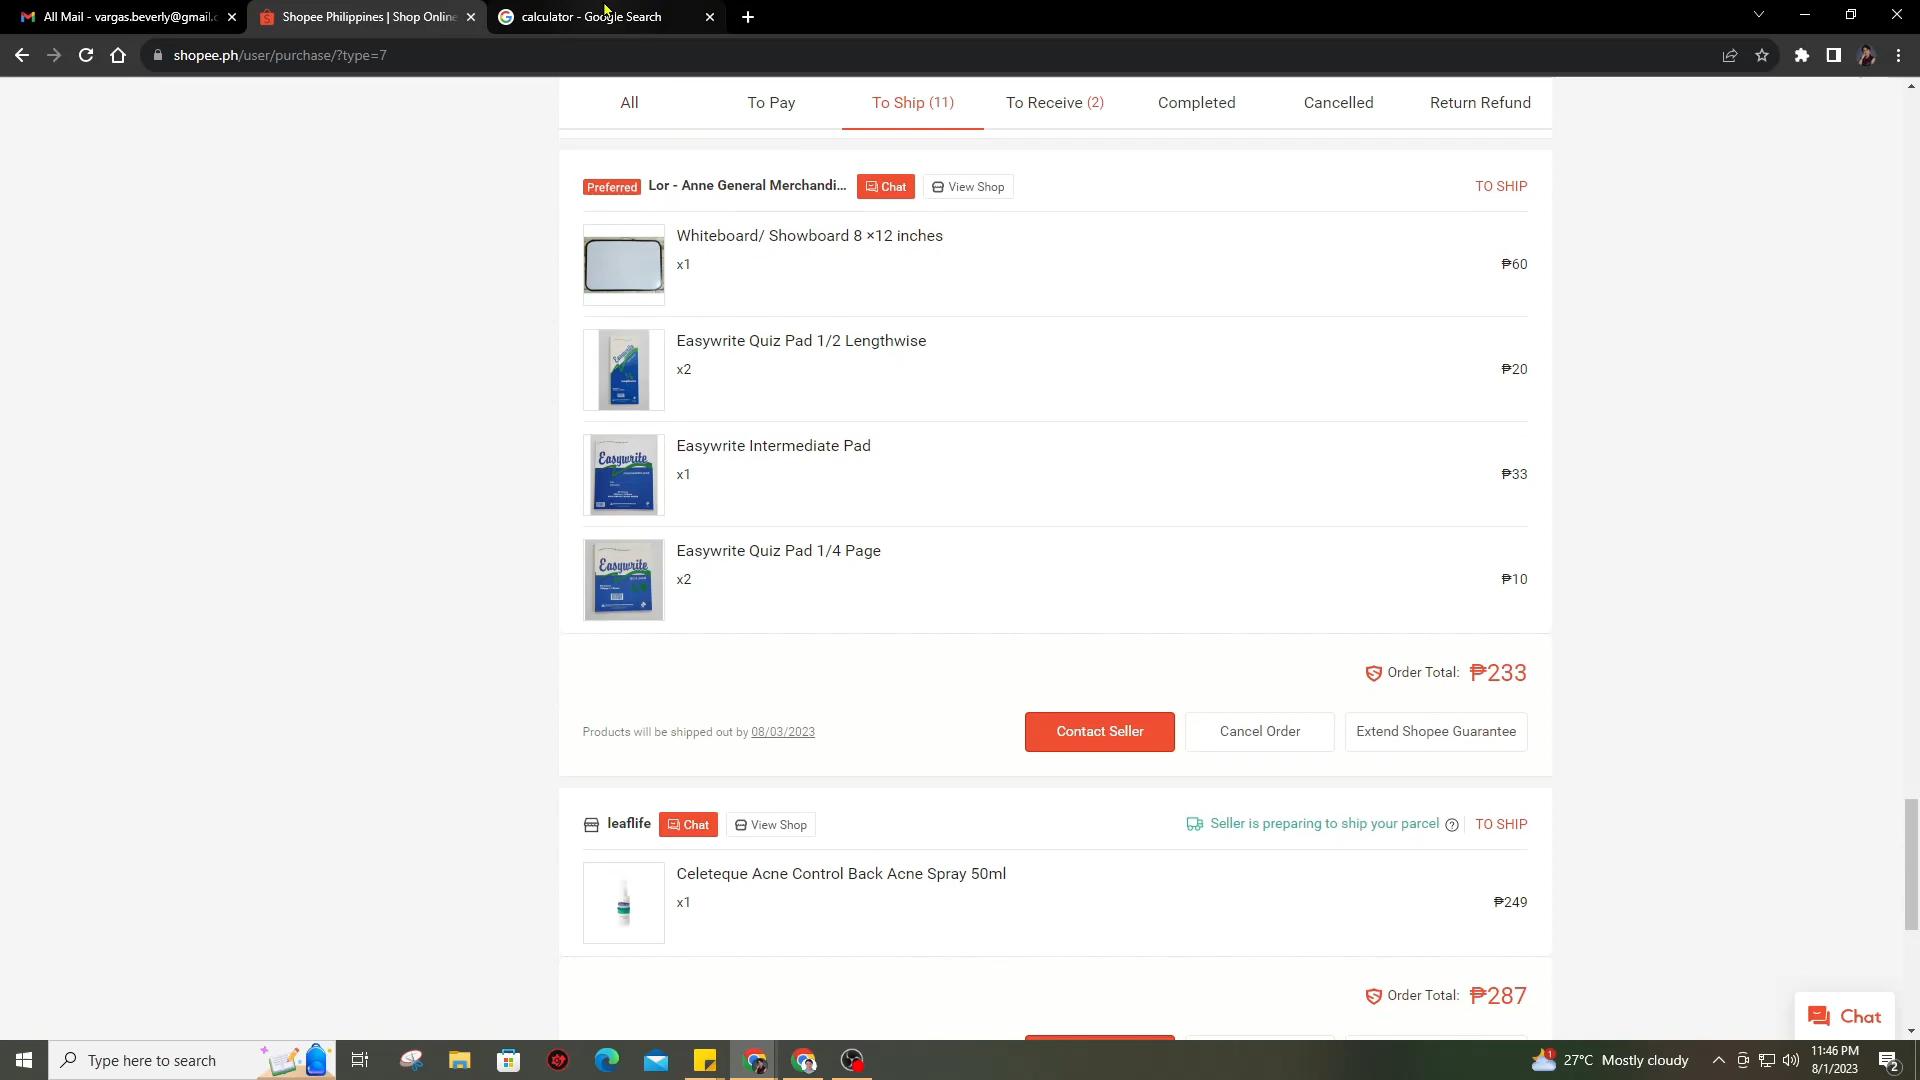 All Mail - vargas.beverly@gmail.c
Shopee Philippines | Shop Online
calculator - Google Search
shopee.ph/user/purchase/?type=7
All
To Pay
To Ship (11)
To Receive (2)
Completed
Cancelled
Return Refund
Preferred
Lor - Anne General Merchandi...
Chat
View Shop
TO SHIP
Whiteboard/ Showboard 8 ×12 inches
x1
₱60
Easywrite Quiz Pad 1/2 Lengthwise
x2
₱20
Easywrite Intermediate Pad
Easywrite
x1
₱33
Easywrite Quiz Pad 1/4 Page
Easywrite
x2
₱10
Order Total: ₱233
Products will be shipped out by 08/03/2023
Contact Seller
Cancel Order
Extend Shopee Guarantee
leaflife
Chat
View Shop
Seller is preparing to ship your parcel
TO SHIP
Celeteque Acne Control Back Acne Spray 50ml
x1
₱249
Order Total: ₱287
Chat
Type here to search
27°C Mostly cloudy
11:46 PM
8/1/2023
1
2